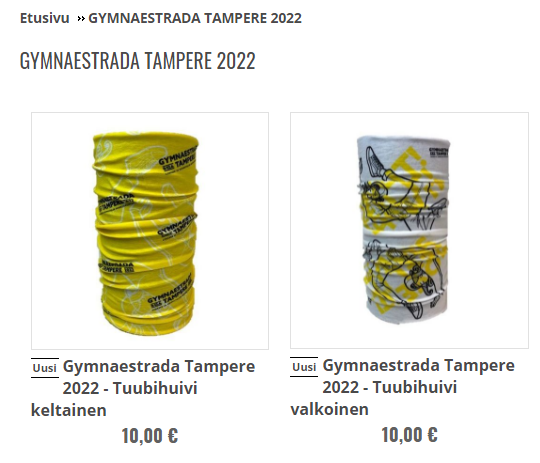 Etusivu » GYMNAESTRADA TAMPERE 2022
GYMNAESTRADA TAMPERE 2022
Uusi Gymnaestrada Tampere
2022 - Tuubihuivi
keltainen
10,00 €
Uusi Gymnaestrada Tampere
2022 - Tuubihuivi
valkoinen
10,00 €